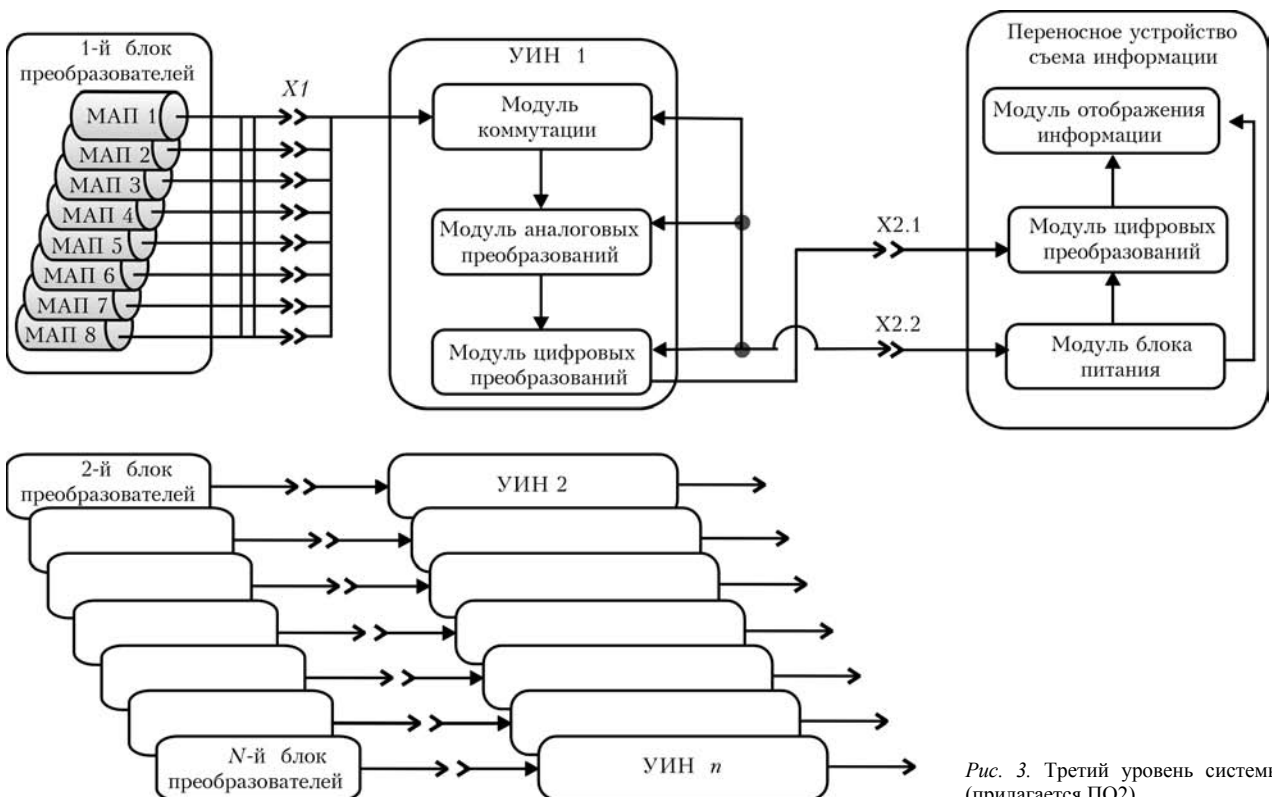 1-й блок
преобразователей
МАП 1
МАП 2
МАП 3
МАП 4
МАП 5
МАП 6
МАП 7
МАП 8
X1
УИН 1
Модуль
коммутации
Модуль аналоговых
преобразований
Модуль цифровых
преобразований
X2.1
X2.2
Переносное устройство
съема информации
Модуль отображения
информации
Модуль цифровых
преобразований
Модуль блока
питания
2-й блок
преобразователей
УИН 2
N-й блок
преобразователей
УИН n
Рис. 3. Третий уровень системы
(прилагается ПО2)